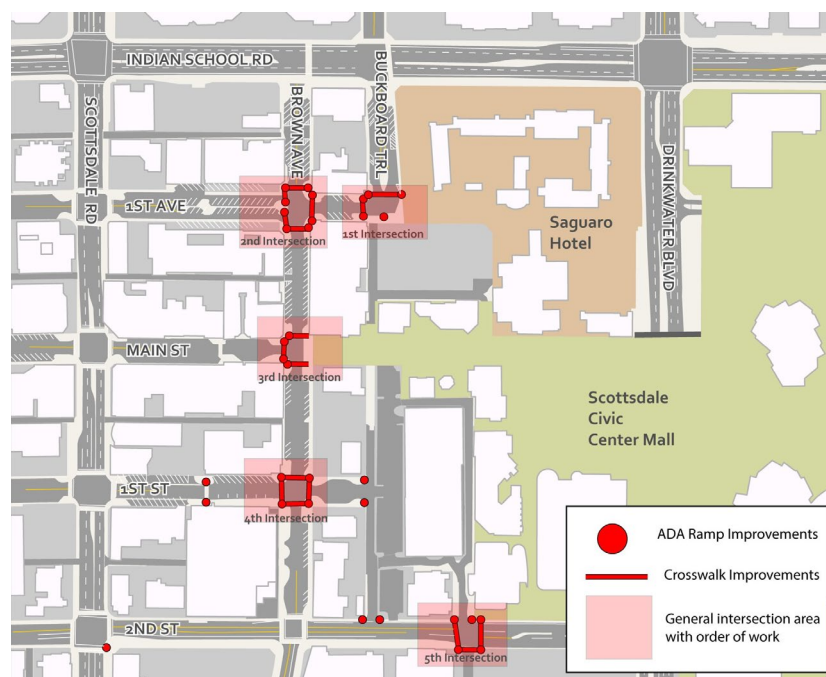 INDIAN SCHOOL RD
SCOTTSDALE RD
BROWN AVE
BUCKBOARD TRL
DRINKWATER BLVD
1ST AVE
2nd Intersection
1st Intersection
Saguaro
Hotel
MAIN ST
3rd Intersection
Scottsdale
Civic
Center Mall
1ST ST
4th Intersection
2ND ST
5th Intersection
ADA Ramp Improvements
Crosswalk Improvements
General intersection area
with order of work